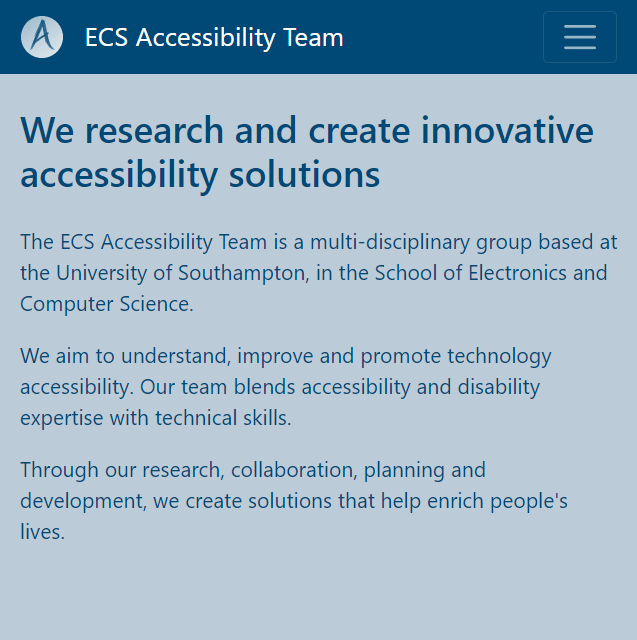 ECS Accessibility Team
We research and create innovative
accessibility solutions
The ECS Accessibility Team is a multi-disciplinary group based at
the University of Southampton, in the School of Electronics and
Computer Science.
We aim to understand, improve and promote technology
accessibility. Our team blends accessibility and disability
expertise with technical skills.
Through our research, collaboration, planning and
development, we create solutions that help enrich people's
lives.